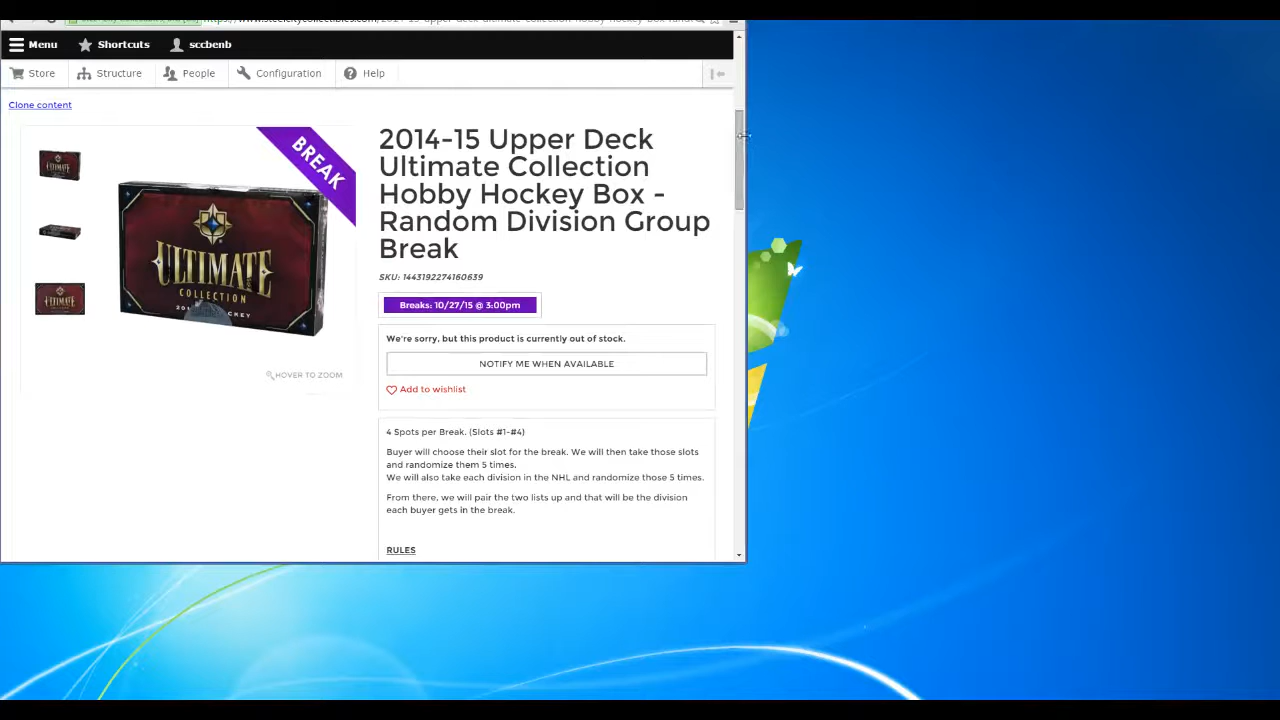 Menu Shortcuts sccbenb
Store Structure People Configuration Help
Clone content
BREAK
ULTIMATE
COLLECTION
2014-15 Upper Deck
Ultimate Collection
Hobby Hockey Box -
Random Division Group
Break
SKU: 1443192274160639
Breaks: 10/27/15 @ 3:00pm
We're sorry, but this product is currently out of stock.
NOTIFY ME WHEN AVAILABLE
Add to wishlist
HOVER TO ZOOM
4 Spots per Break. (Slots #1-#4)
Buyer will choose their slot for the break. We will then take those slots
and randomize them 5 times.
We will also take each division in the NHL and randomize those 5 times.
From there, we will pair the two lists up and that will be the division
each buyer gets in the break.
RULES